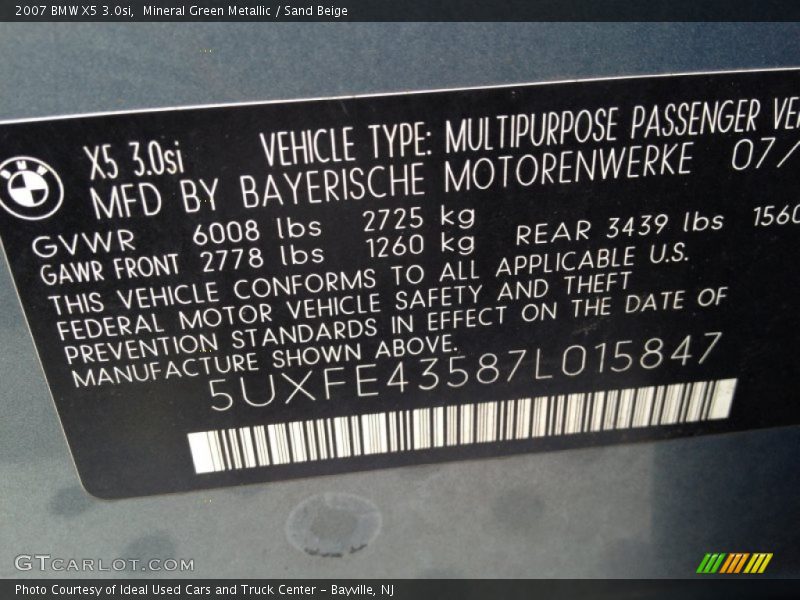 2007 BMW X5 3.0si, Mineral Green Metallic / Sand Beige
X5 3.0si VEHICLE TYPE: MULTIPURPOSE PASSENGER
MFD BY BAYERISCHE MOTORENWERKE 07/
GVWR 6008 lbs 2725 kg
GAWR FRONT 2778 lbs 1260 kg REAR 3439 lbs 1560
THIS VEHICLE CONFORMS TO ALL APPLICABLE U.S.
FEDERAL MOTOR VEHICLE SAFETY AND THEFT
PREVENTION STANDARDS IN EFFECT ON THE DATE OF
MANUFACTURE SHOWN ABOVE.
5UXFE43587L015847
GTCARLOT.COM
Photo Courtesy of Ideal Used Cars and Truck Center - Bayville, NJ